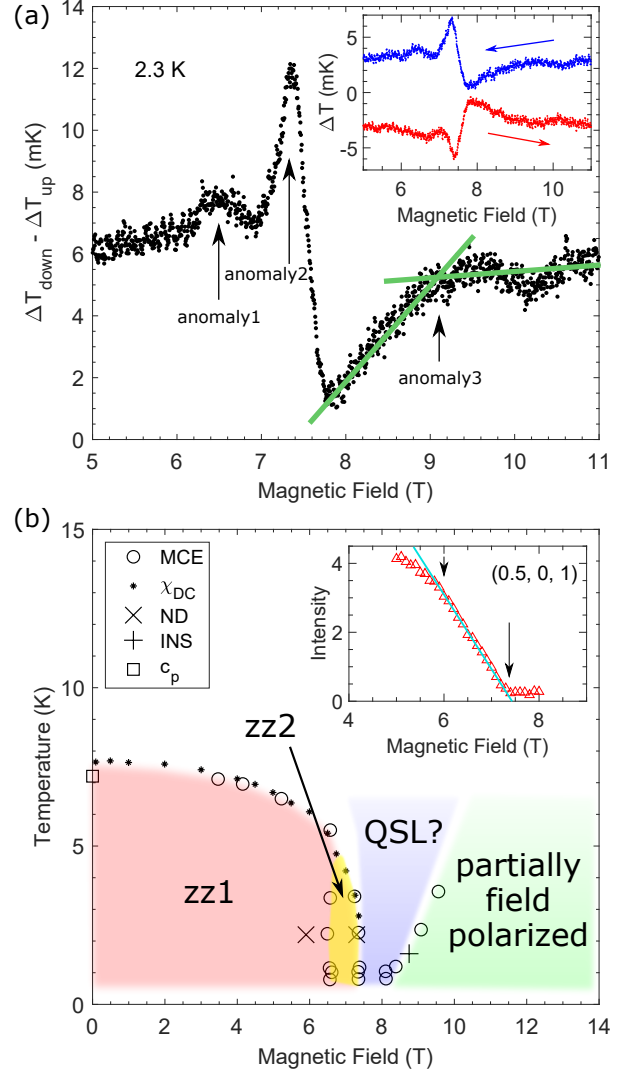 (a)
2.3 K
anomaly1
anomaly2
anomaly3
ΔT_down - ΔT_up (mK)
0
2
4
6
8
10
12
14
5 6 7 8 9 10 11
Magnetic Field (T)
ΔT (mK)
5
0
-5
6 8 10
Magnetic Field (T)
(b)
MCE
χ_DC
ND
INS
c_p
zz2
zz1
QSL?
partially
field
polarized
Temperature (K)
15
10
5
0
0 2 4 6 8 10 12 14
Magnetic Field (T)
(0.5, 0, 1)
Intensity
4
2
0
4 6 8
Magnetic Field (T)